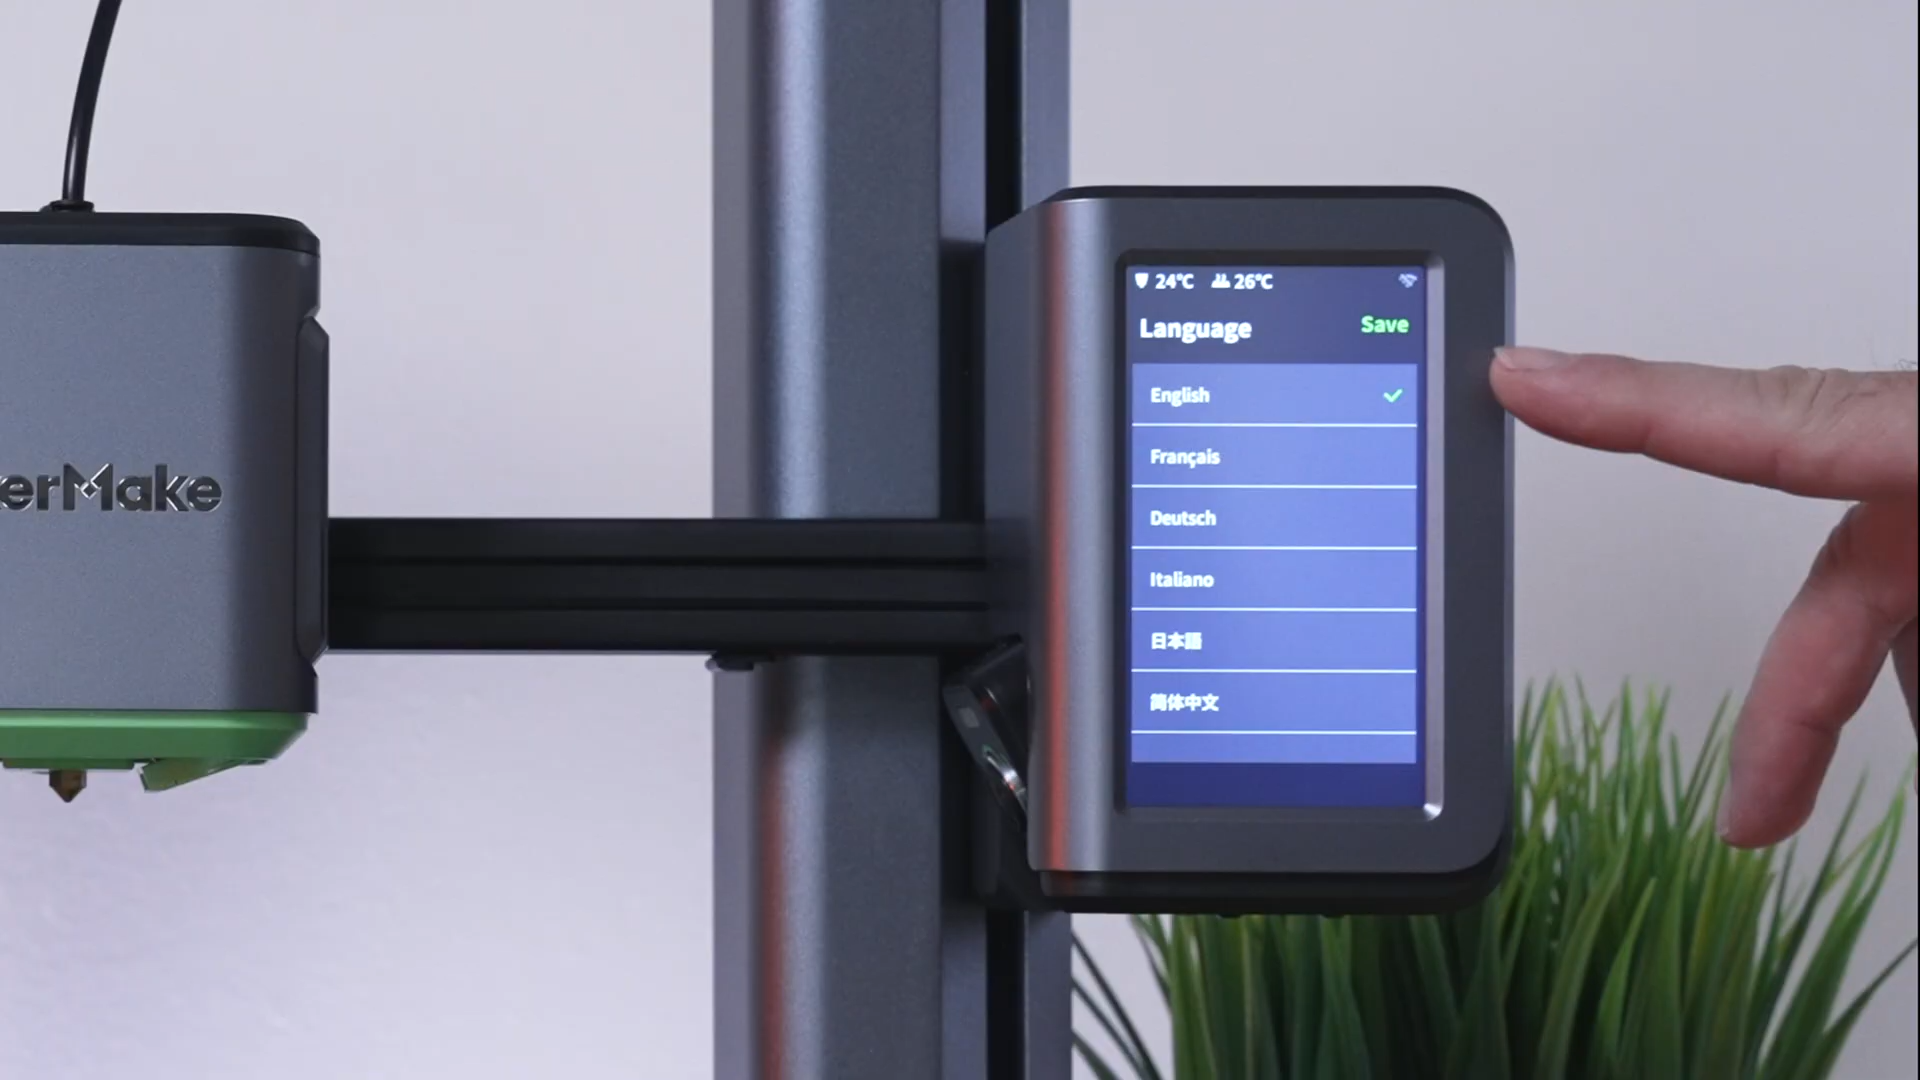 24°C 26°C
Language Save
English
Français
Deutsch
Italiano
日本語
简体中文
erMake